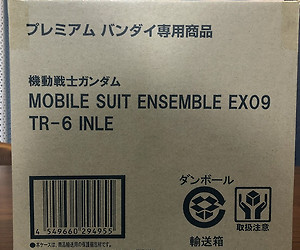 プレミアム バンダイ専用商品
機動戦士ガンダム
MOBILE SUIT ENSEMBLE EX09
TR-6 INLE
ダンボール
4 549660 294955
輸送箱
取扱注意